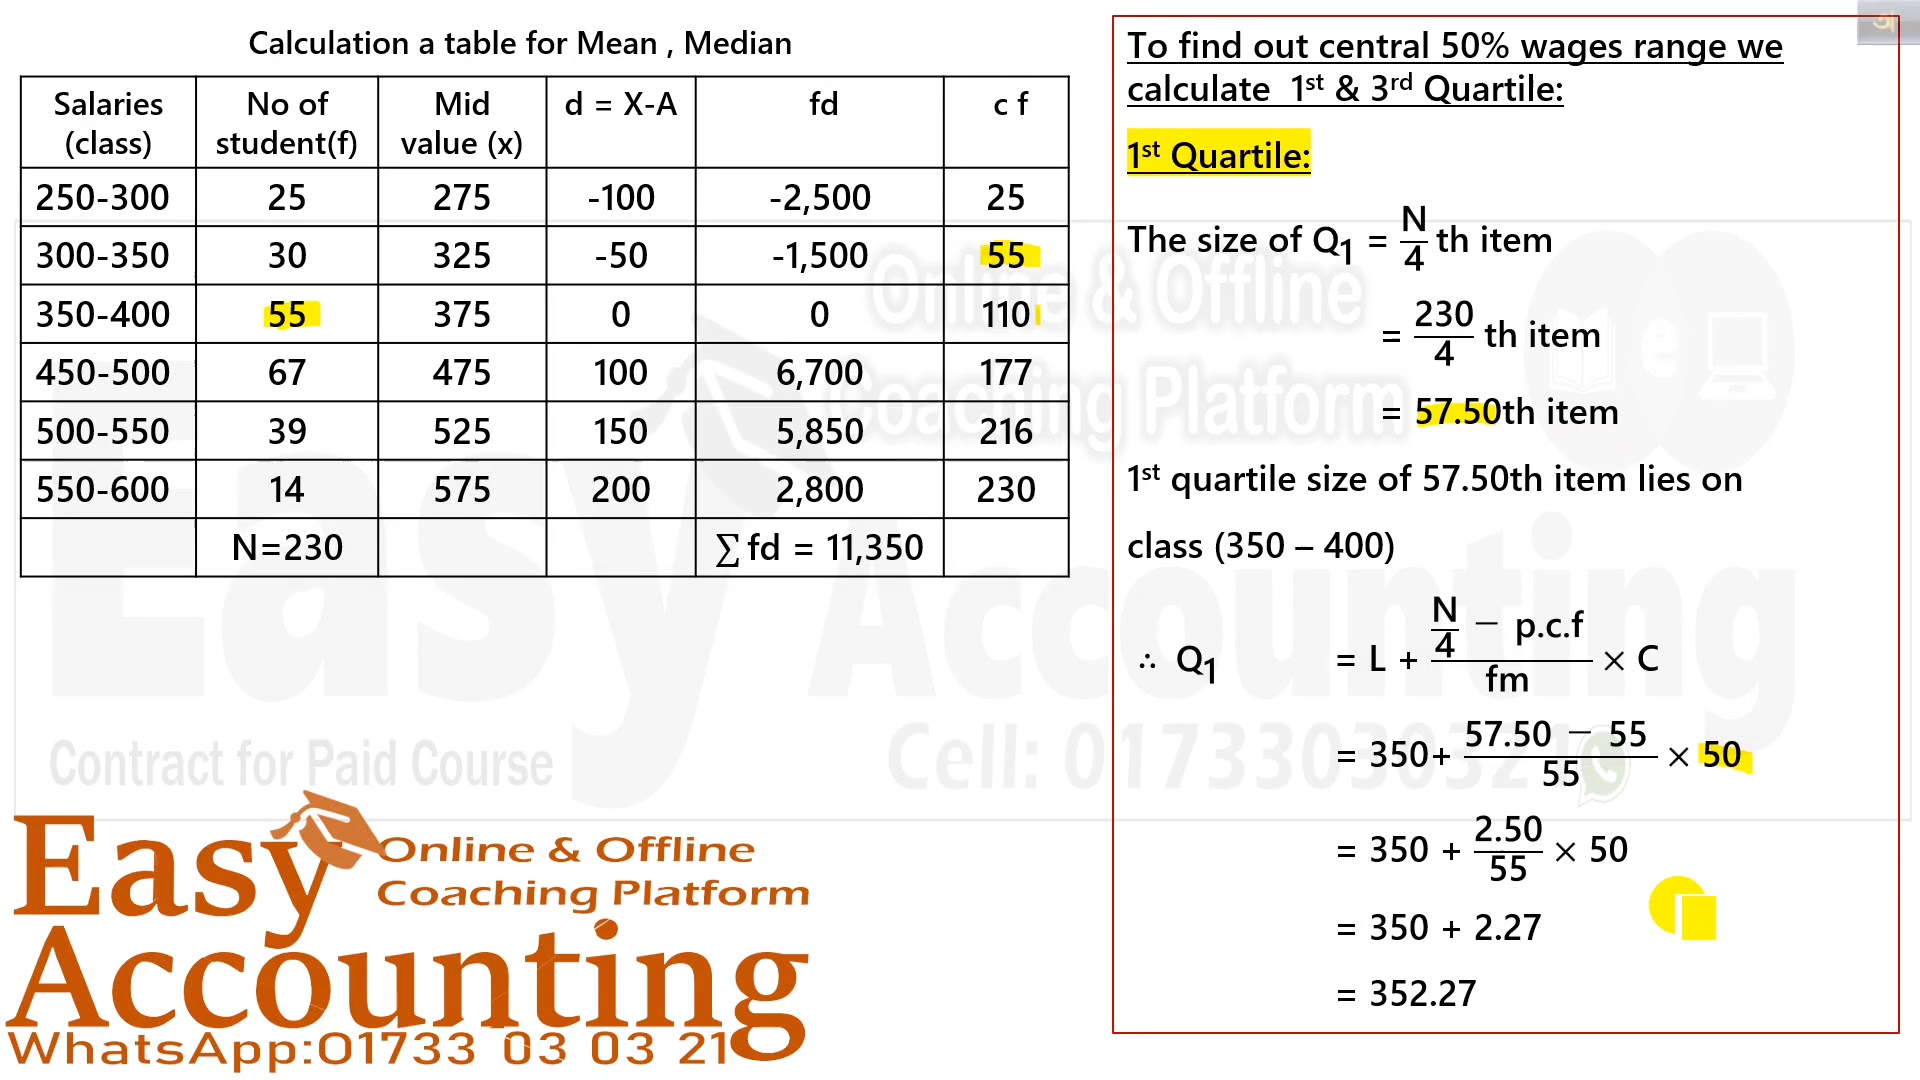 Calculation a table for Mean , Median
Salaries (class) No of student(f) Mid value (x) d = X-A fd c f
250-300 25 275 -100 -2,500 25
300-350 30 325 -50 -1,500 55
350-400 55 375 0 0 110
450-500 67 475 100 6,700 177
500-550 39 525 150 5,850 216
550-600 14 575 200 2,800 230
N=230 ∑fd = 11,350
To find out central 50% wages range we
calculate 1st & 3rd Quartile:
1st Quartile:
The size of Q1 = N/4 th item
= 230/4 th item
= 57.50th item
1st quartile size of 57.50th item lies on
class (350 – 400)
∴ Q1 = L + (N/4 − p.c.f)/fm × C
= 350+ (57.50 − 55)/55 × 50
= 350 + 2.50/55 × 50
= 350 + 2.27
= 352.27
Online & Offline
Coaching Platform
Easy Accounting
Contract for Paid Course
Cell: 01733030321
Easy
Online & Offline
Coaching Platform
Accounting
WhatsApp:01733 03 03 21